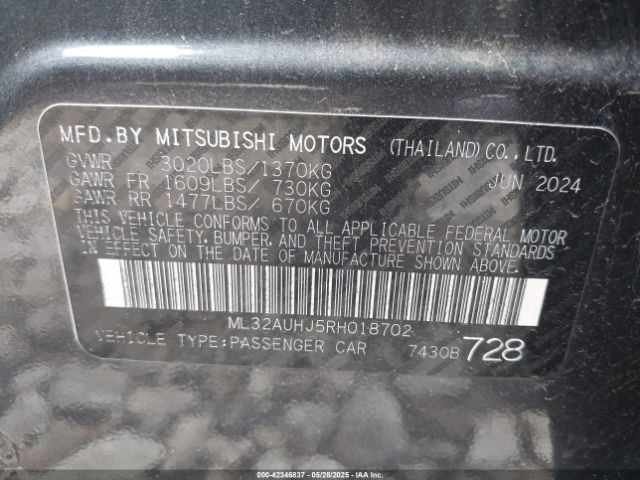 MFD.BY MITSUBISHI MOTORS (THAILAND) CO., LTD.
GVWR 3020LBS/1370KG JUN 2024
GAWR FR 1609LBS/ 730KG
GAWR RR 1477LBS/ 670KG
THIS VEHICLE CONFORMS TO ALL APPLICABLE FEDERAL MOTOR
VEHICLE SAFETY, BUMPER, AND THEFT PREVENTION STANDARDS
IN EFFECT ON THE DATE OF MANUFACTURE SHOWN ABOVE.
ML32AUHJ5RH018702
VEHICLE TYPE:PASSENGER CAR 7430B 728
000-42346837 - 05/28/2025 - IAAI.COM